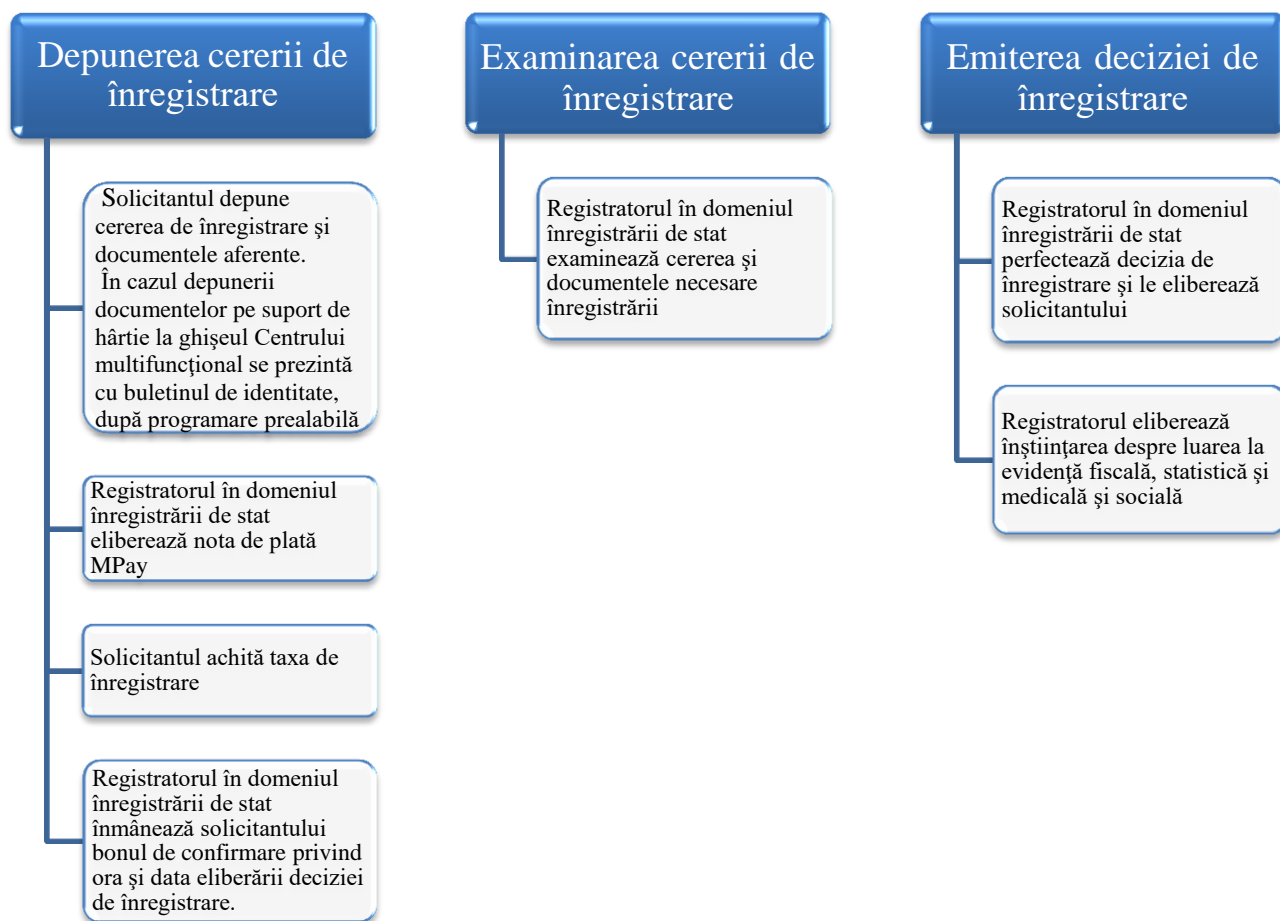 Depunerea cererii de
înregistrare
Solicitantul depune
cererea de înregistrare şi
documentele aferente.
În cazul depunerii
documentelor pe suport de
hârtie la ghişeul Centrului
multifuncţional se prezintă
cu buletinul de identitate,
după programare prealabilă
Registratorul în domeniul
înregistrării de stat
eliberează nota de plată
MPay
Solicitantul achită taxa de
înregistrare
Registratorul în domeniul
înregistrării de stat
înmânează solicitantului
bonul de confirmare privind
ora şi data eliberării deciziei
de înregistrare.
Examinarea cererii de
înregistrare
Registratorul în domeniul
înregistrării de stat
examinează cererea şi
documentele necesare
înregistrării
Emiterea deciziei de
înregistrare
Registratorul în domeniul
înregistrării de stat
perfectează decizia de
înregistrare şi le eliberează
solicitantului
Registratorul eliberează
înştiinţarea despre luarea la
evidenţă fiscală, statistică şi
medicală şi socială